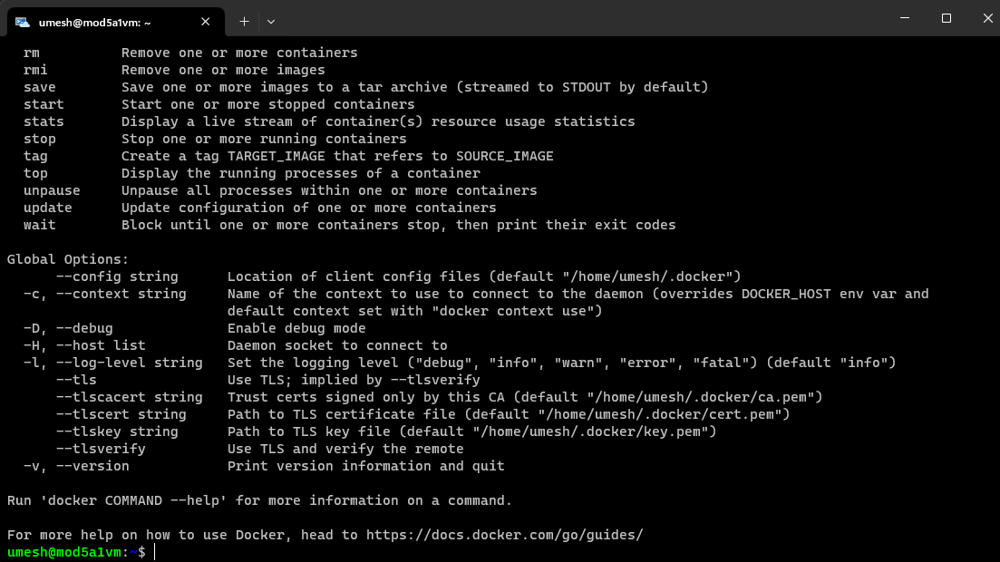 umesh@mod5a1vm: ~
  rm          Remove one or more containers
  rmi         Remove one or more images
  save        Save one or more images to a tar archive (streamed to STDOUT by default)
  start       Start one or more stopped containers
  stats       Display a live stream of container(s) resource usage statistics
  stop        Stop one or more running containers
  tag         Create a tag TARGET_IMAGE that refers to SOURCE_IMAGE
  top         Display the running processes of a container
  unpause     Unpause all processes within one or more containers
  update      Update configuration of one or more containers
  wait        Block until one or more containers stop, then print their exit codes

Global Options:
      --config string      Location of client config files (default "/home/umesh/.docker")
  -c, --context string     Name of the context to use to connect to the daemon (overrides DOCKER_HOST env var and
                           default context set with "docker context use")
  -D, --debug              Enable debug mode
  -H, --host list          Daemon socket to connect to
  -l, --log-level string   Set the logging level ("debug", "info", "warn", "error", "fatal") (default "info")
      --tls                Use TLS; implied by --tlsverify
      --tlscacert string   Trust certs signed only by this CA (default "/home/umesh/.docker/ca.pem")
      --tlscert string     Path to TLS certificate file (default "/home/umesh/.docker/cert.pem")
      --tlskey string      Path to TLS key file (default "/home/umesh/.docker/key.pem")
      --tlsverify          Use TLS and verify the remote
  -v, --version            Print version information and quit

Run 'docker COMMAND --help' for more information on a command.

For more help on how to use Docker, head to https://docs.docker.com/go/guides/
umesh@mod5a1vm:~$